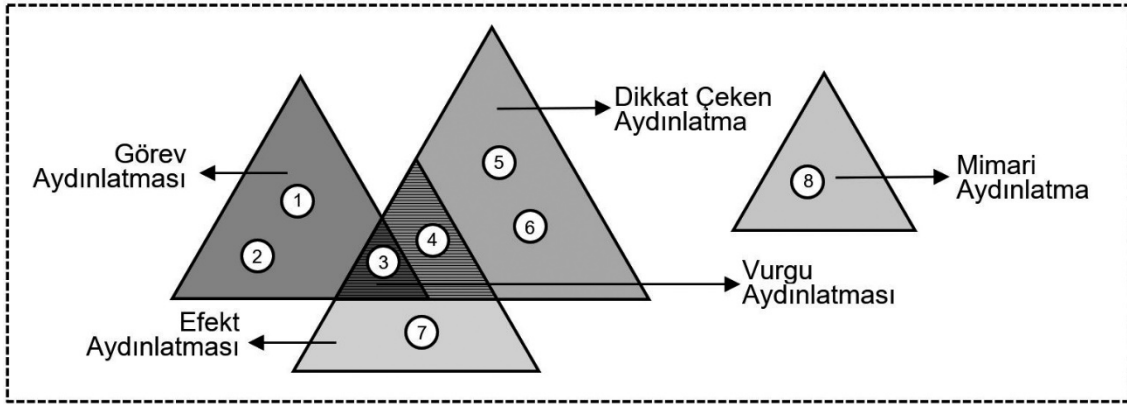 Dikkat Çeken
Aydınlatma
Görev
Aydınlatması
Mimari
Aydınlatma
1
2
3
4
5
6
7
8
Vurgu
Aydınlatması
Efekt
Aydınlatması